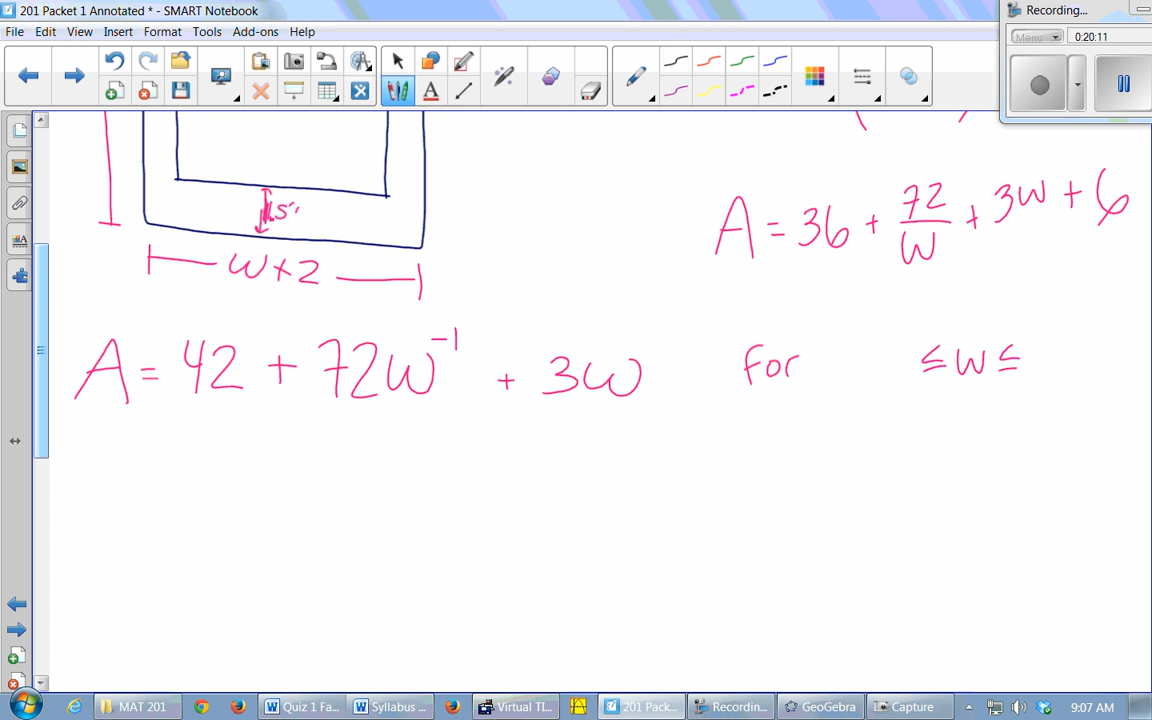 201 Packet 1 Annotated * - SMART Notebook
Recording...
File Edit View Insert Format Tools Add-ons Help
Menu 0:20:11
A = 36 + 72/W + 3W + 6
1.5"
W + 2
A = 42 + 72W^-1 + 3W for ≤ W ≤
MAT 201 Quiz 1 Fa... Syllabus ... Virtual TI... 201 Pack... Recordin... GeoGebra Capture 9:07 AM